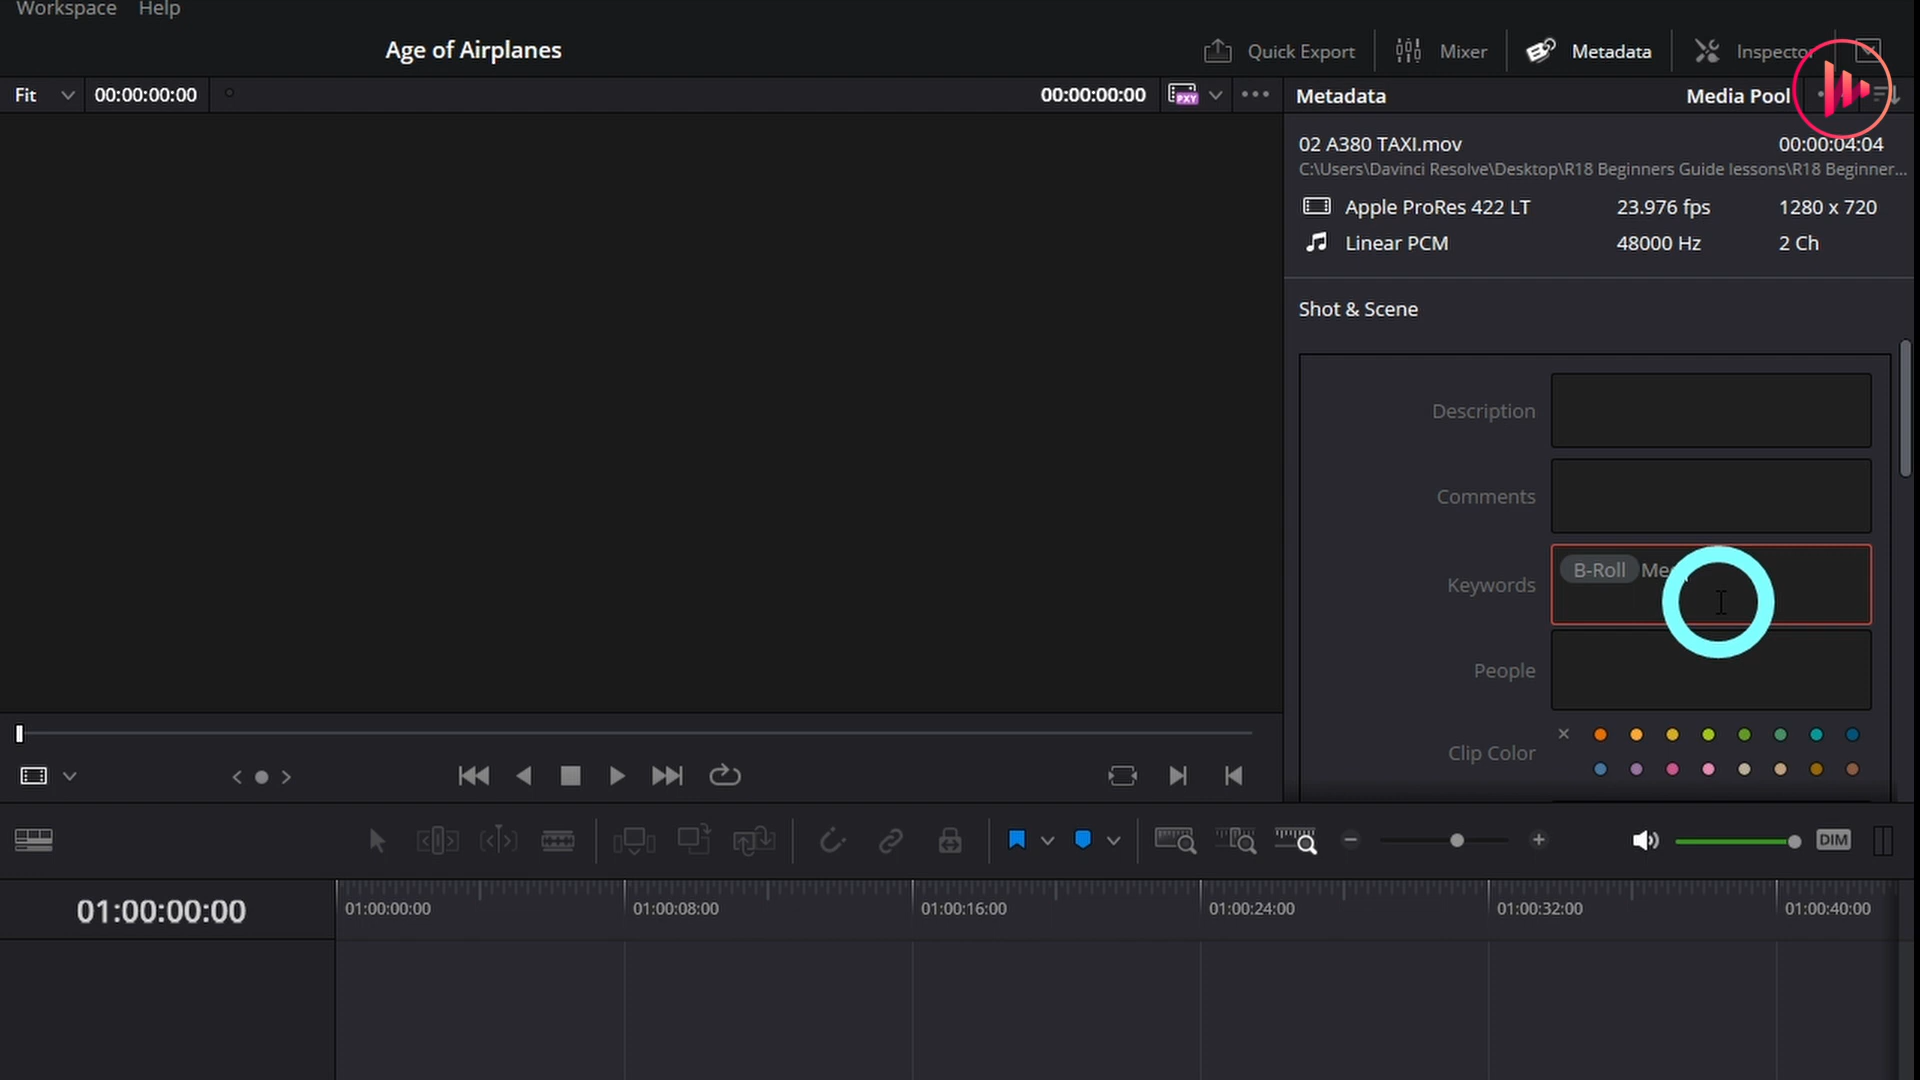 Workspace Help
Age of Airplanes
Quick Export Mixer Metadata Inspector
Fit 00:00:00:00 00:00:00:00 PXY Metadata Media Pool
02 A380 TAXI.mov 00:00:04:04
C:\Users\Davinci Resolve\Desktop\R18 Beginners Guide lessons\R18 Beginner...
Apple ProRes 422 LT 23.976 fps 1280 x 720
Linear PCM 48000 Hz 2 Ch
Shot & Scene
Description
Comments
B-Roll
Keywords
People
Clip Color
DIM
01:00:00:00 01:00:00:00 01:00:08:00 01:00:16:00 01:00:24:00 01:00:32:00 01:00:40:00